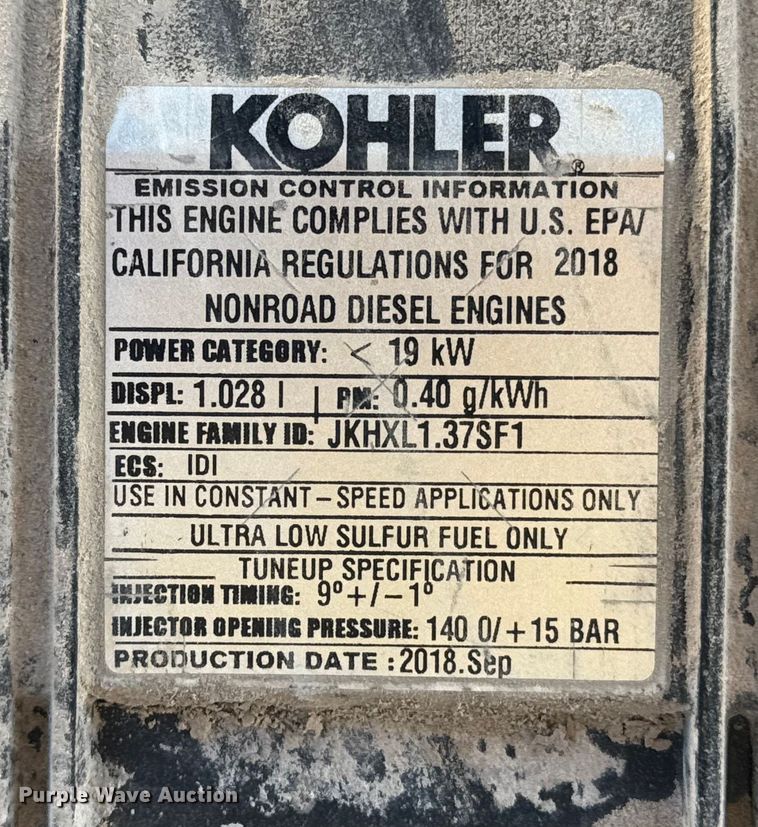 KOHLER®
EMISSION CONTROL INFORMATION
THIS ENGINE COMPLIES WITH U.S. EPA/
CALIFORNIA REGULATIONS FOR 2018
NONROAD DIESEL ENGINES
POWER CATEGORY: < 19 kW
DISPL: 1.028 l | PM: 0.40 g/kWh
ENGINE FAMILY ID: JKHXL1.37SF1
ECS: IDI
USE IN CONSTANT-SPEED APPLICATIONS ONLY
ULTRA LOW SULFUR FUEL ONLY
TUNEUP SPECIFICATION
INJECTION TIMING: 9º+/-1º
INJECTOR OPENING PRESSURE: 140 0/+15 BAR
PRODUCTION DATE : 2018.Sep
Purple Wave Auction